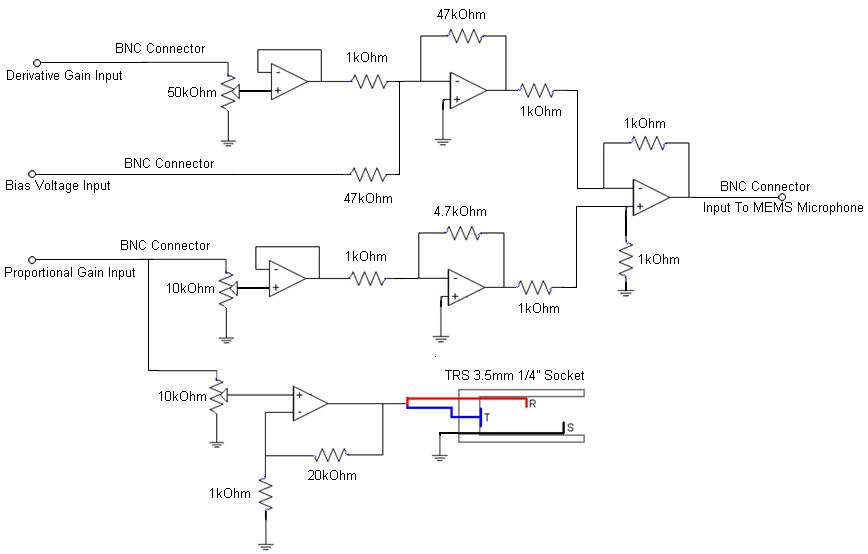 47kOhm
BNC Connector
1kOhm
Derivative Gain Input
-
+
-
+
50kOhm
1kOhm
1kOhm
BNC Connector
Bias Voltage Input
47kOhm
-
+
BNC Connector
Input To MEMS Microphone
4.7kOhm
BNC Connector
1kOhm
Proportional Gain Input
-
+
-
+
10kOhm
1kOhm
1kOhm
TRS 3.5mm 1/4" Socket
10kOhm
+
-
R
T
S
20kOhm
1kOhm